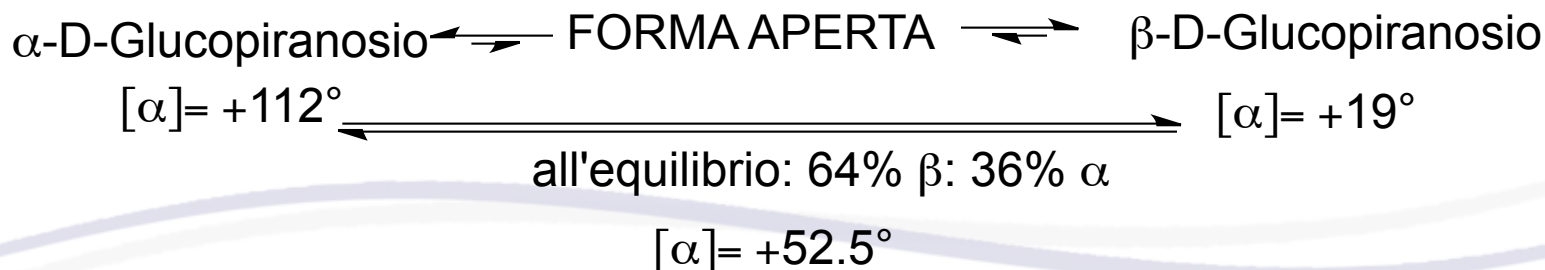 α-D-Glucopiranosio FORMA APERTA β-D-Glucopiranosio
[α]= +112° [α]= +19°
all'equilibrio: 64% β: 36% α
[α]= +52.5°